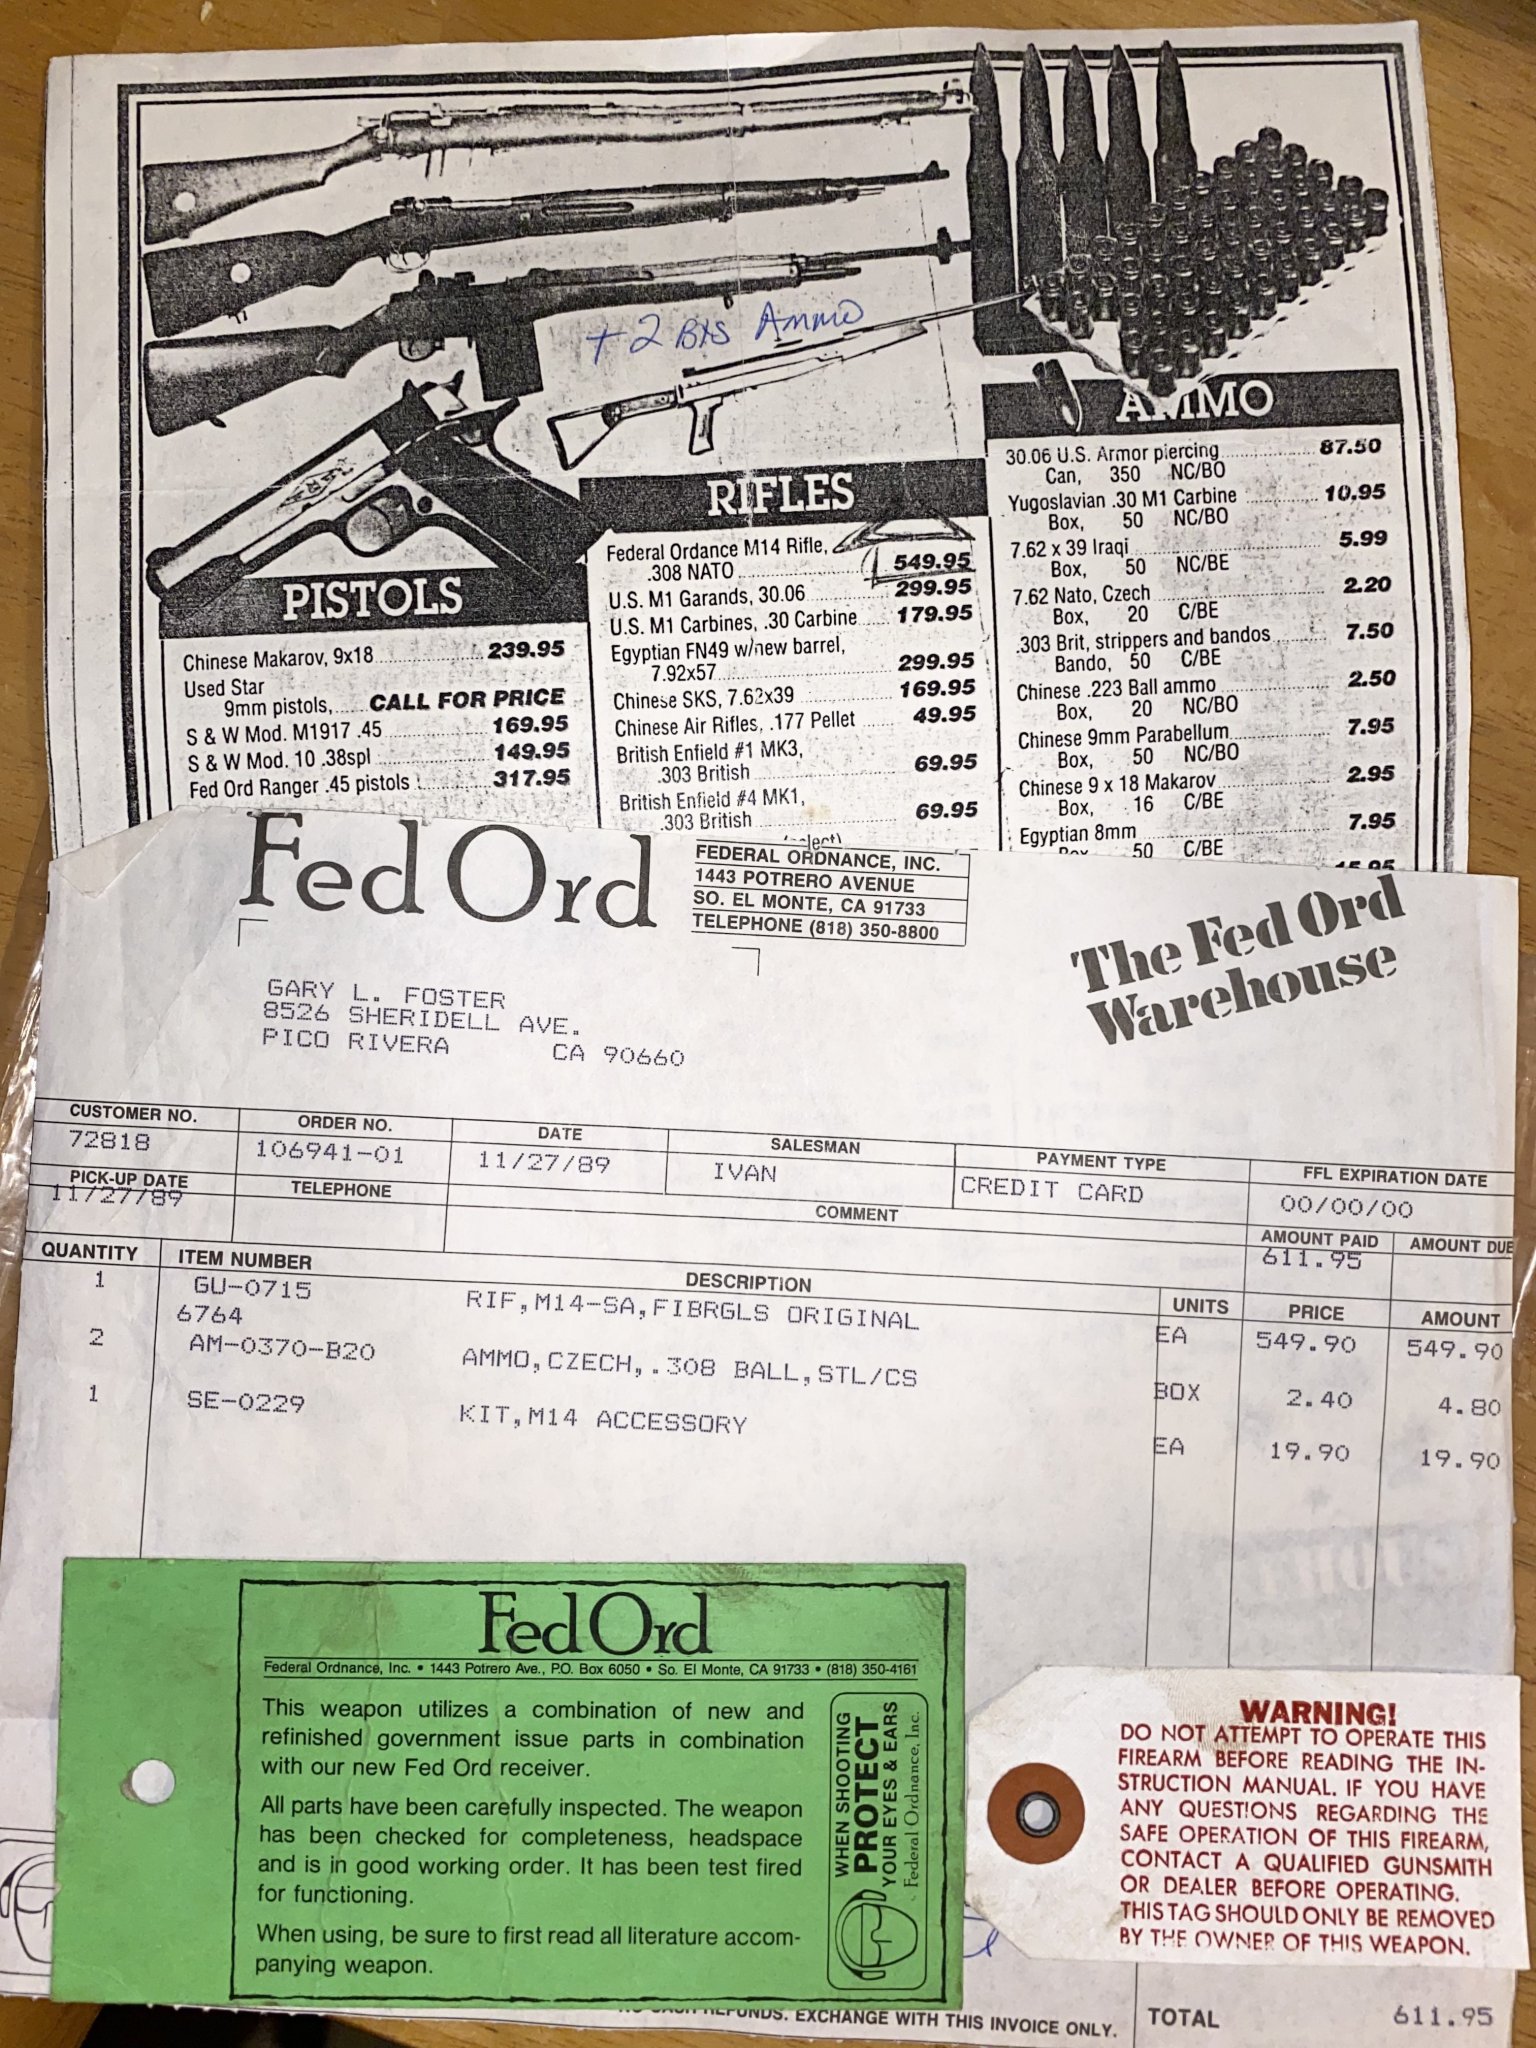 + 2 BXS Ammo
PISTOLS
Chinese Makarov, 9x18 239.95
Used Star
9mm pistols, CALL FOR PRICE
S & W Mod. M1917 .45 169.95
S & W Mod. 10 .38spl 149.95
Fed Ord Ranger .45 pistols 317.95
RIFLES
Federal Ordance M14 Rifle,
.308 NATO 549.95
U.S. M1 Garands, 30.06 299.95
U.S. M1 Carbines, .30 Carbine 179.95
Egyptian FN49 w/new barrel,
7.92x57 299.95
Chinese SKS, 7.62x39 169.95
Chinese Air Rifles, .177 Pellet 49.95
British Enfield #1 MK3,
.303 British 69.95
British Enfield #4 MK1,
.303 British 69.95
AMMO
30.06 U.S. Armor piercing 87.50
Can, 350 NC/BO
Yugoslavian .30 M1 Carbine 10.95
Box, 50 NC/BO
7.62 x 39 Iraqi 5.99
Box, 50 NC/BE
7.62 Nato, Czech 2.20
Box, 20 C/BE
.303 Brit, strippers and bandos 7.50
Bando, 50 C/BE
Chinese .223 Ball ammo 2.50
Box, 20 NC/BO
Chinese 9mm Parabellum 7.95
Box, 50 NC/BO
Chinese 9 x 18 Makarov 2.95
Box, 16 C/BE
Egyptian 8mm 7.95
Box, 50 C/BE
15.95
Fed Ord
FEDERAL ORDNANCE, INC.
1443 POTRERO AVENUE
SO. EL MONTE, CA 91733
TELEPHONE (818) 350-8800
The Fed Ord
Warehouse
GARY L. FOSTER
8526 SHERIDELL AVE.
PICO RIVERA CA 90660
CUSTOMER NO. ORDER NO. DATE SALESMAN PAYMENT TYPE FFL EXPIRATION DATE
72818 106941-01 11/27/89 IVAN CREDIT CARD 00/00/00
PICK-UP DATE TELEPHONE COMMENT AMOUNT PAID AMOUNT DUE
11/27/89 611.95
QUANTITY ITEM NUMBER DESCRIPTION UNITS PRICE AMOUNT
1 GU-0715 RIF,M14-SA,FIBRGLS ORIGINAL EA 549.90 549.90
6764
2 AM-0370-B20 AMMO,CZECH,.308 BALL,STL/CS BOX 2.40 4.80
1 SE-0229 KIT,M14 ACCESSORY EA 19.90 19.90
Fed Ord
Federal Ordnance, Inc. • 1443 Potrero Ave., P.O. Box 6050 • So. El Monte, CA 91733 • (818) 350-4161
This weapon utilizes a combination of new and
refinished government issue parts in combination
with our new Fed Ord receiver.
All parts have been carefully inspected. The weapon
has been checked for completeness, headspace
and is in good working order. It has been test fired
for functioning.
When using, be sure to first read all literature accom-
panying weapon.
WHEN SHOOTING
PROTECT
YOUR EYES & EARS
Federal Ordnance, Inc.
WARNING!
DO NOT ATTEMPT TO OPERATE THIS
FIREARM BEFORE READING THE IN-
STRUCTION MANUAL. IF YOU HAVE
ANY QUESTIONS REGARDING THE
SAFE OPERATION OF THIS FIREARM,
CONTACT A QUALIFIED GUNSMITH
OR DEALER BEFORE OPERATING.
THIS TAG SHOULD ONLY BE REMOVED
BY THE OWNER OF THIS WEAPON.
NO CASH REFUNDS. EXCHANGE WITH THIS INVOICE ONLY.
TOTAL 611.95